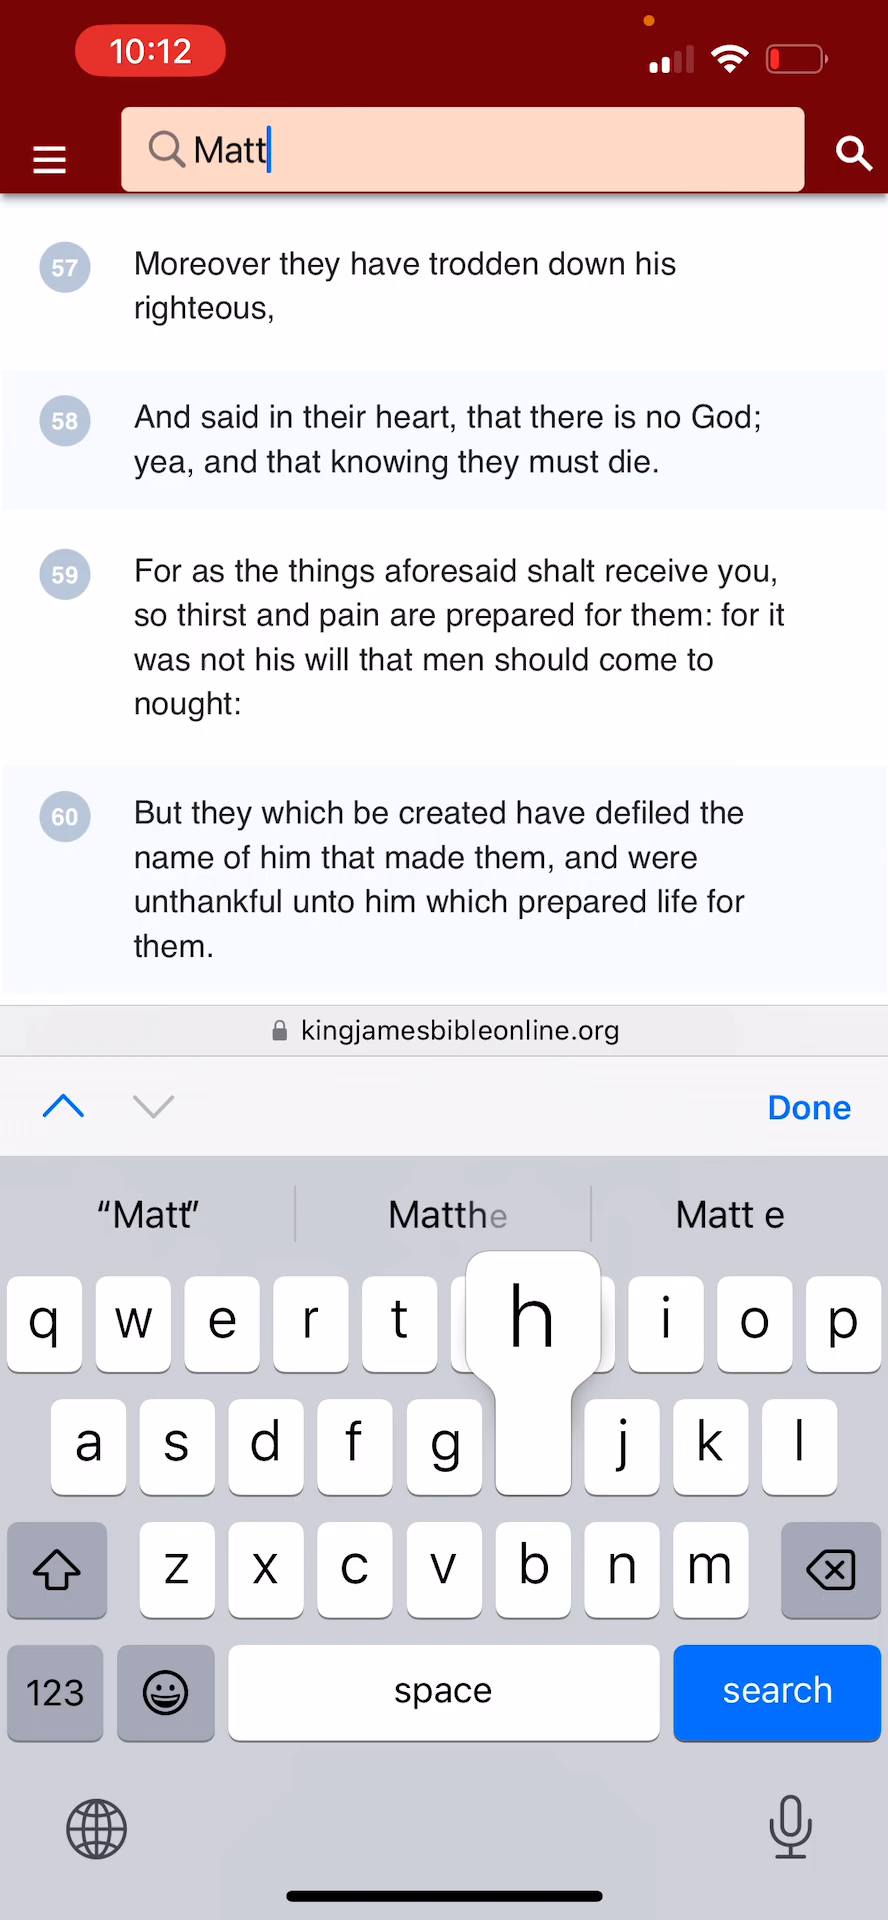 10:12
Matt
57 Moreover they have trodden down his
righteous,
58 And said in their heart, that there is no God;
yea, and that knowing they must die.
59 For as the things aforesaid shalt receive you,
so thirst and pain are prepared for them: for it
was not his will that men should come to
nought:
60 But they which be created have defiled the
name of him that made them, and were
unthankful unto him which prepared life for
them.
kingjamesbibleonline.org
Done
“Matt” Matthe Matt e
q w e r t h i o p
a s d f g j k l
z x c v b n m
123 space search